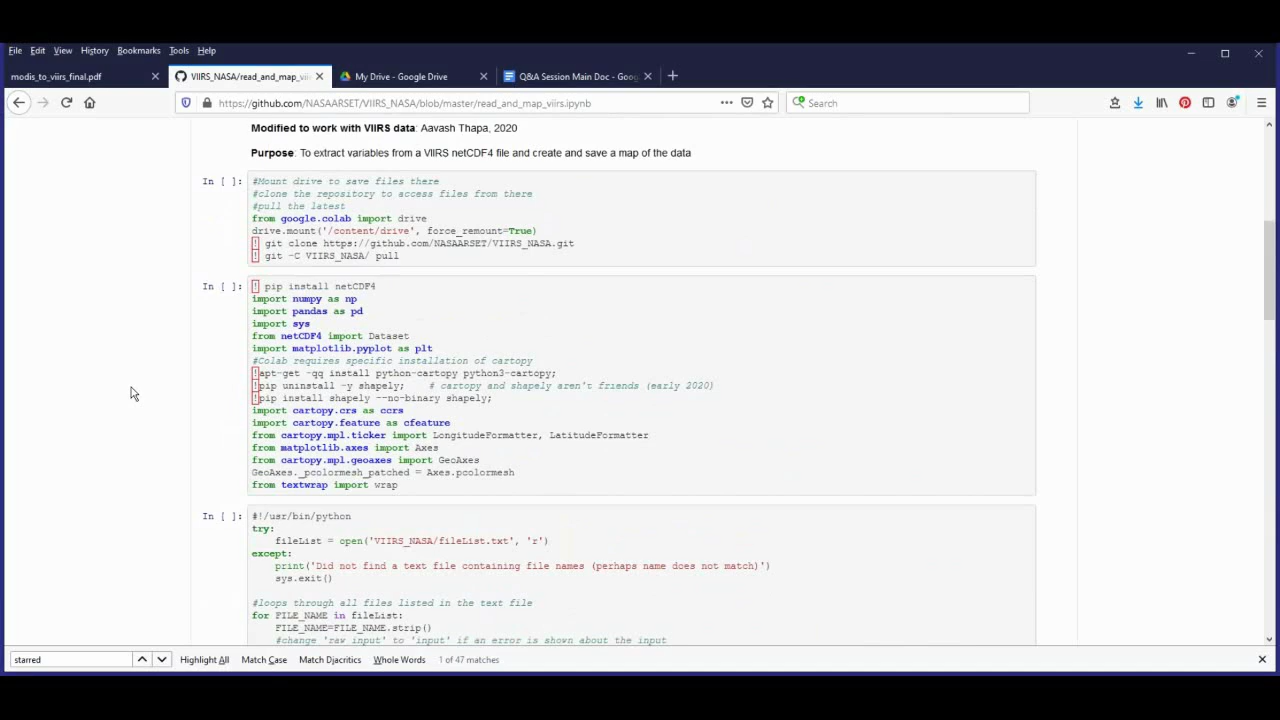 File Edit View History Bookmarks Tools Help
modis_to_viirs_final.pdf VIIRS_NASA/read_and_map_viir My Drive - Google Drive Q&A Session Main Doc - Goog
https://github.com/NASAARSET/VIIRS_NASA/blob/master/read_and_map_viirs.ipynb Search
Modified to work with VIIRS data: Aavash Thapa, 2020
Purpose: To extract variables from a VIIRS netCDF4 file and create and save a map of the data
In [ ]: #Mount drive to save files there
#clone the repository to access files from there
#pull the latest
from google.colab import drive
drive.mount('/content/drive', force_remount=True)
! git clone https://github.com/NASAARSET/VIIRS_NASA.git
! git -C VIIRS_NASA/ pull
In [ ]: ! pip install netCDF4
import numpy as np
import pandas as pd
import sys
from netCDF4 import Dataset
import matplotlib.pyplot as plt
#Colab requires specific installation of cartopy
!apt-get -qq install python-cartopy python3-cartopy;
!pip uninstall -y shapely; # cartopy and shapely aren't friends (early 2020)
!pip install shapely --no-binary shapely;
import cartopy.crs as ccrs
import cartopy.feature as cfeature
from cartopy.mpl.ticker import LongitudeFormatter, LatitudeFormatter
from matplotlib.axes import Axes
from cartopy.mpl.geoaxes import GeoAxes
GeoAxes._pcolormesh_patched = Axes.pcolormesh
from textwrap import wrap
In [ ]: #!/usr/bin/python
try:
fileList = open('VIIRS_NASA/fileList.txt', 'r')
except:
print('Did not find a text file containing file names (perhaps name does not match)')
sys.exit()
#loops through all files listed in the text file
for FILE_NAME in fileList:
FILE_NAME=FILE_NAME.strip()
#change 'raw input' to 'input' if an error is shown about the input
starred Highlight All Match Case Match Diacritics Whole Words 1 of 47 matches